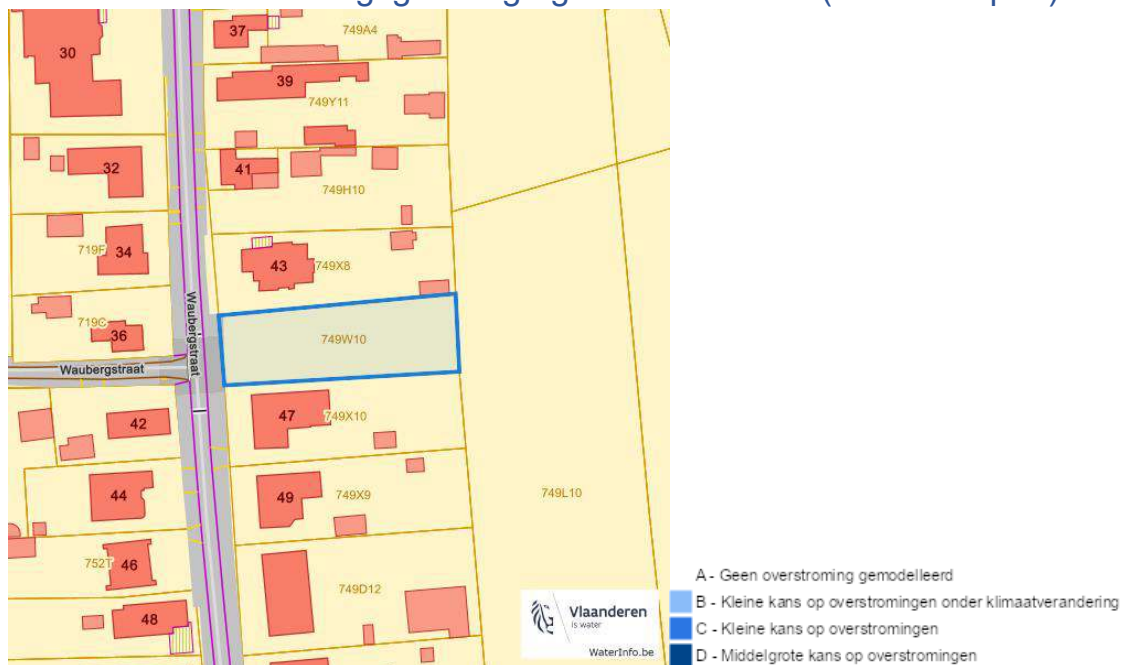 37
749A4
30
39
749Y11
32
41
749H10
719F
34
43
749X8
Waubergstraat
719C
36
749W10
Waubergstraat
42
47
749X10
44
49
749X9
749L10
752T
46
749D12
48
Vlaanderen
is water
WaterInfo.be
A - Geen overstroming gemodelleerd
B - Kleine kans op overstromingen onder klimaatverandering
C - Kleine kans op overstromingen
D - Middelgrote kans op overstromingen